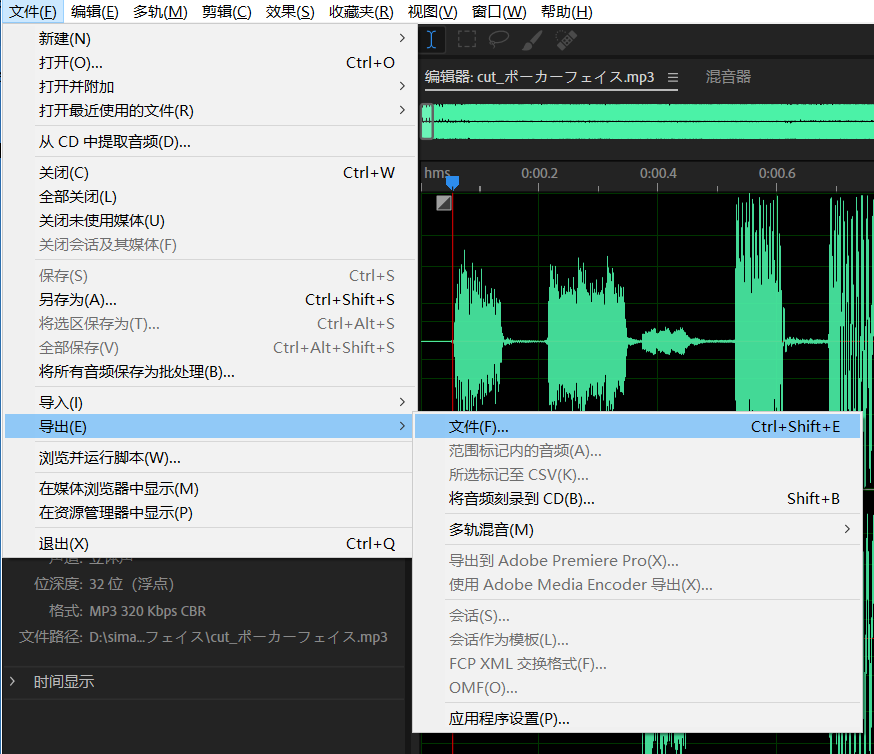 文件(F) 编辑(E) 多轨(M) 剪辑(C) 效果(S) 收藏夹(R) 视图(V) 窗口(W) 帮助(H)
新建(N)
打开(O)... Ctrl+O
打开并附加
打开最近使用的文件(R)
从 CD 中提取音频(D)...
关闭(C) Ctrl+W
全部关闭(L)
关闭未使用媒体(U)
关闭会话及其媒体(F)
保存(S) Ctrl+S
另存为(A)... Ctrl+Shift+S
将选区保存为(T)... Ctrl+Alt+S
全部保存(V) Ctrl+Alt+Shift+S
将所有音频保存为批处理(B)...
导入(I)
导出(E)
浏览并运行脚本(W)...
在媒体浏览器中显示(M)
在资源管理器中显示(P)
退出(X) Ctrl+Q
编辑器: cut_ポーカーフェイス.mp3 混音器
hms 0:00.2 0:00.4 0:00.6
文件(F)... Ctrl+Shift+E
范围标记内的音频(A)...
所选标记至 CSV(K)...
将音频刻录到 CD(B)... Shift+B
多轨混音(M)
导出到 Adobe Premiere Pro(X)...
使用 Adobe Media Encoder 导出(X)...
会话(S)...
会话作为模板(L)...
FCP XML 交换格式(F)...
OMF(O)...
应用程序设置(P)...
声道: 立体声
位深度: 32 位（浮点）
格式: MP3 320 Kbps CBR
文件路径: D:\sima...フェイス\cut_ポーカーフェイス.mp3
时间显示